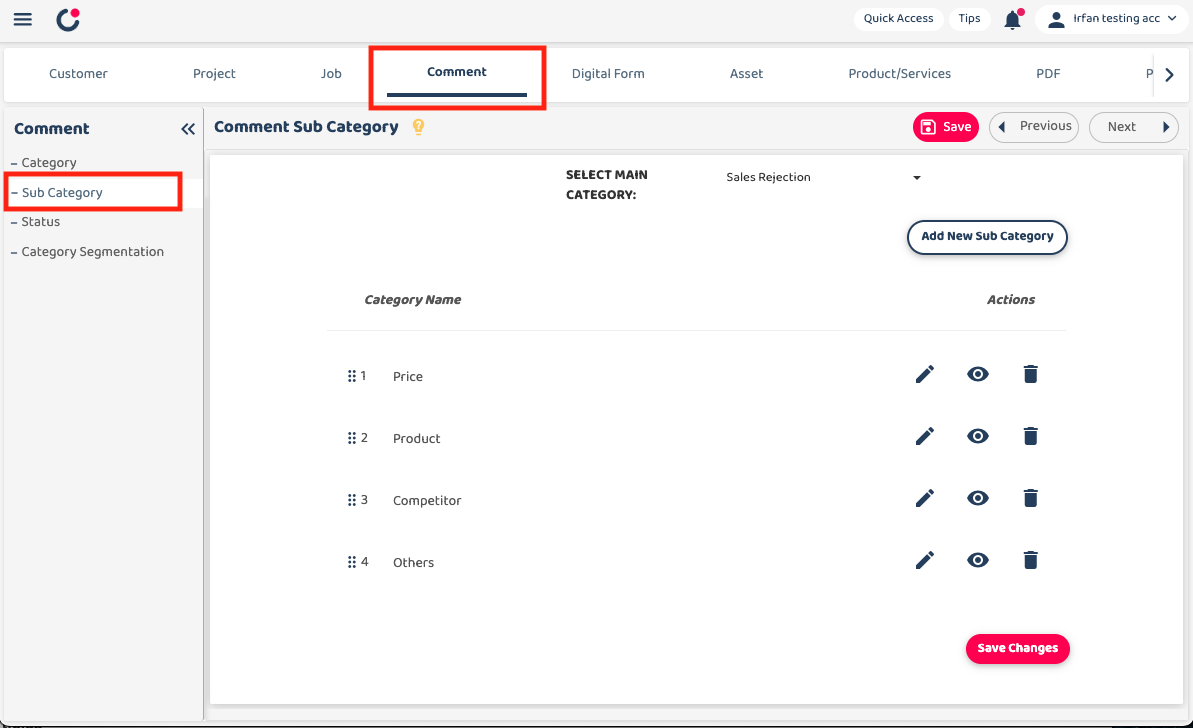 Quick Access Tips Irfan testing acc
Customer Project Job Comment Digital Form Asset Product/Services PDF P
Comment
– Category
– Sub Category
– Status
– Category Segmentation
Comment Sub Category
Save Previous Next
SELECT MAIN
CATEGORY:
Sales Rejection
Add New Sub Category
Category Name Actions
1 Price
2 Product
3 Competitor
4 Others
Save Changes